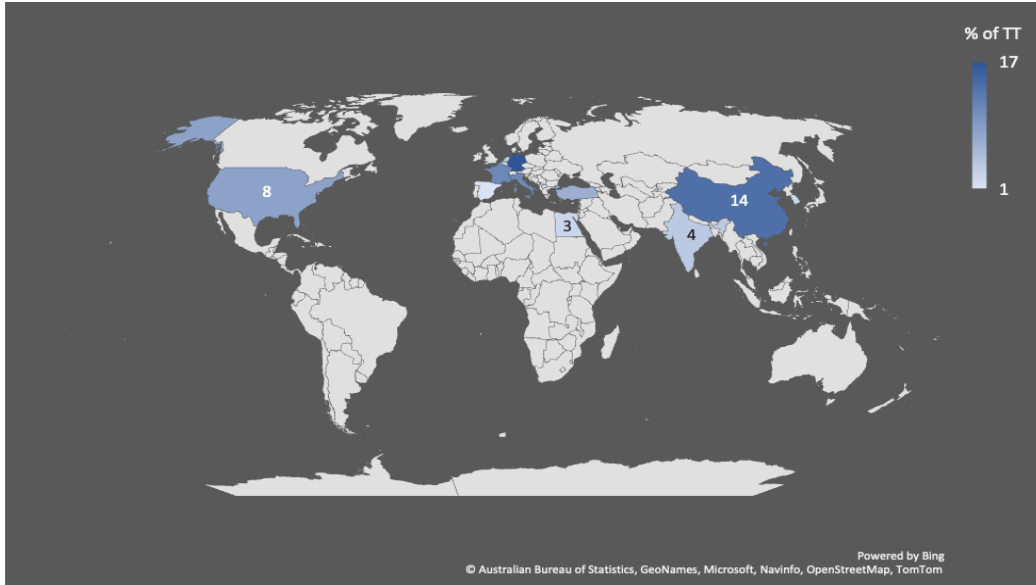 % of TT
17
1
8
14
3
4
Powered by Bing
© Australian Bureau of Statistics, GeoNames, Microsoft, Navinfo, OpenStreetMap, TomTom